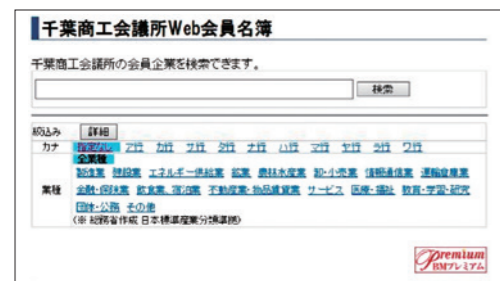 千葉商工会議所Web会員名簿
千葉商工会議所の会員企業を検索できます。
検索
絞込み 詳細
カナ 指定なし ア行 カ行 サ行 タ行 ナ行 ハ行 マ行 ヤ行 ラ行 ワ行
全業種
製造業 建設業 エネルギー供給業 鉱業 農林水産業 卸・小売業 情報通信業 運輸倉庫業
業種 金融・保険業 飲食業、宿泊業 不動産業・物品賃貸業 サービス 医療・福祉 教育・学習・研究
団体・公務 その他
(※ 総務省作成 日本標準産業分類準拠)
Premium
BMプレミアム